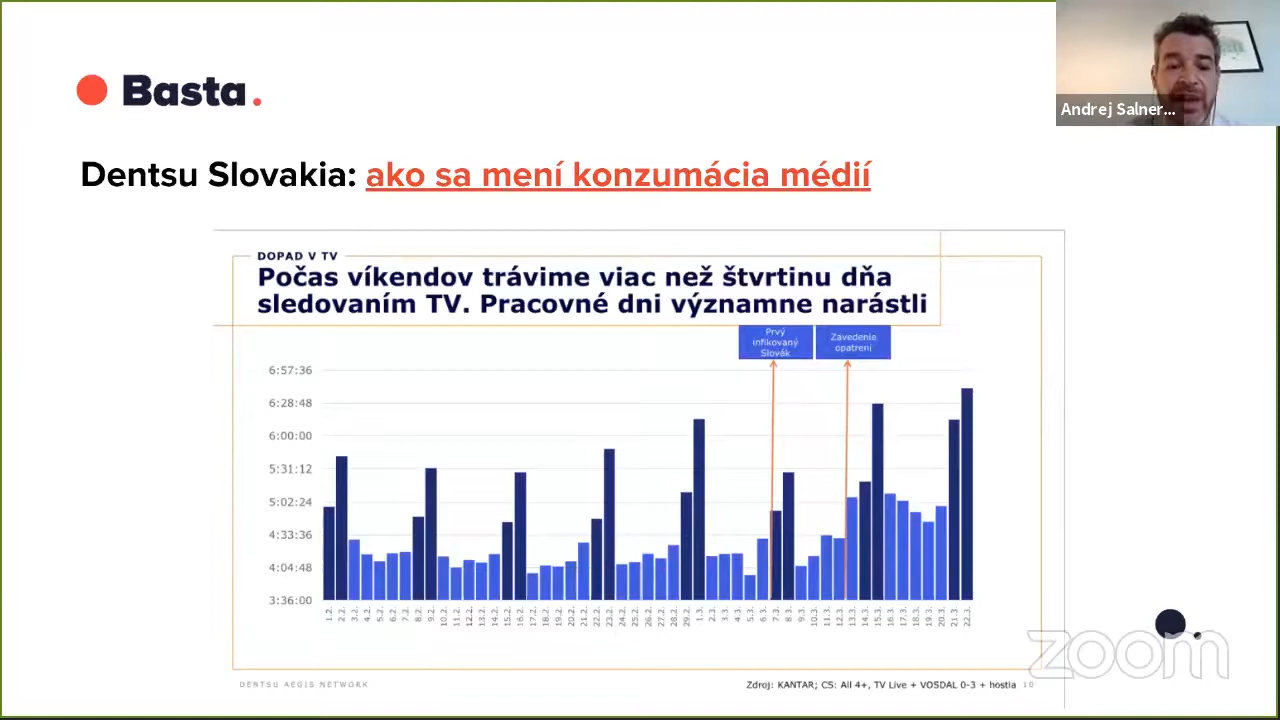 Basta.
Andrej Salner...
Dentsu Slovakia: ako sa mení konzumácia médií
DOPAD V TV
Počas víkendov trávime viac než štvrtinu dňa
sledovaním TV. Pracovné dni významne narástli
Prvý
infikovaný
Slovák
Zavedenie
opatrení
6:57:36
6:28:48
6:00:00
5:31:12
5:02:24
4:33:36
4:04:48
3:36:00
1.2. 2.2. 3.2. 4.2. 5.2. 6.2. 7.2. 8.2. 9.2. 10.2. 11.2. 12.2. 13.2. 14.2. 15.2. 16.2. 17.2. 18.2. 19.2. 20.2. 21.2. 22.2. 23.2. 24.2. 25.2. 26.2. 27.2. 28.2. 29.2. 1.3. 2.3. 3.3. 4.3. 5.3. 6.3. 7.3. 8.3. 9.3. 10.3. 11.3. 12.3. 13.3. 14.3. 15.3. 16.3. 17.3. 18.3. 19.3. 20.3. 21.3. 22.3.
DENTSU AEGIS NETWORK
Zdroj: KANTAR; CS: All 4+, TV Live + VOSDAL 0-3 + hostia 10
zoom